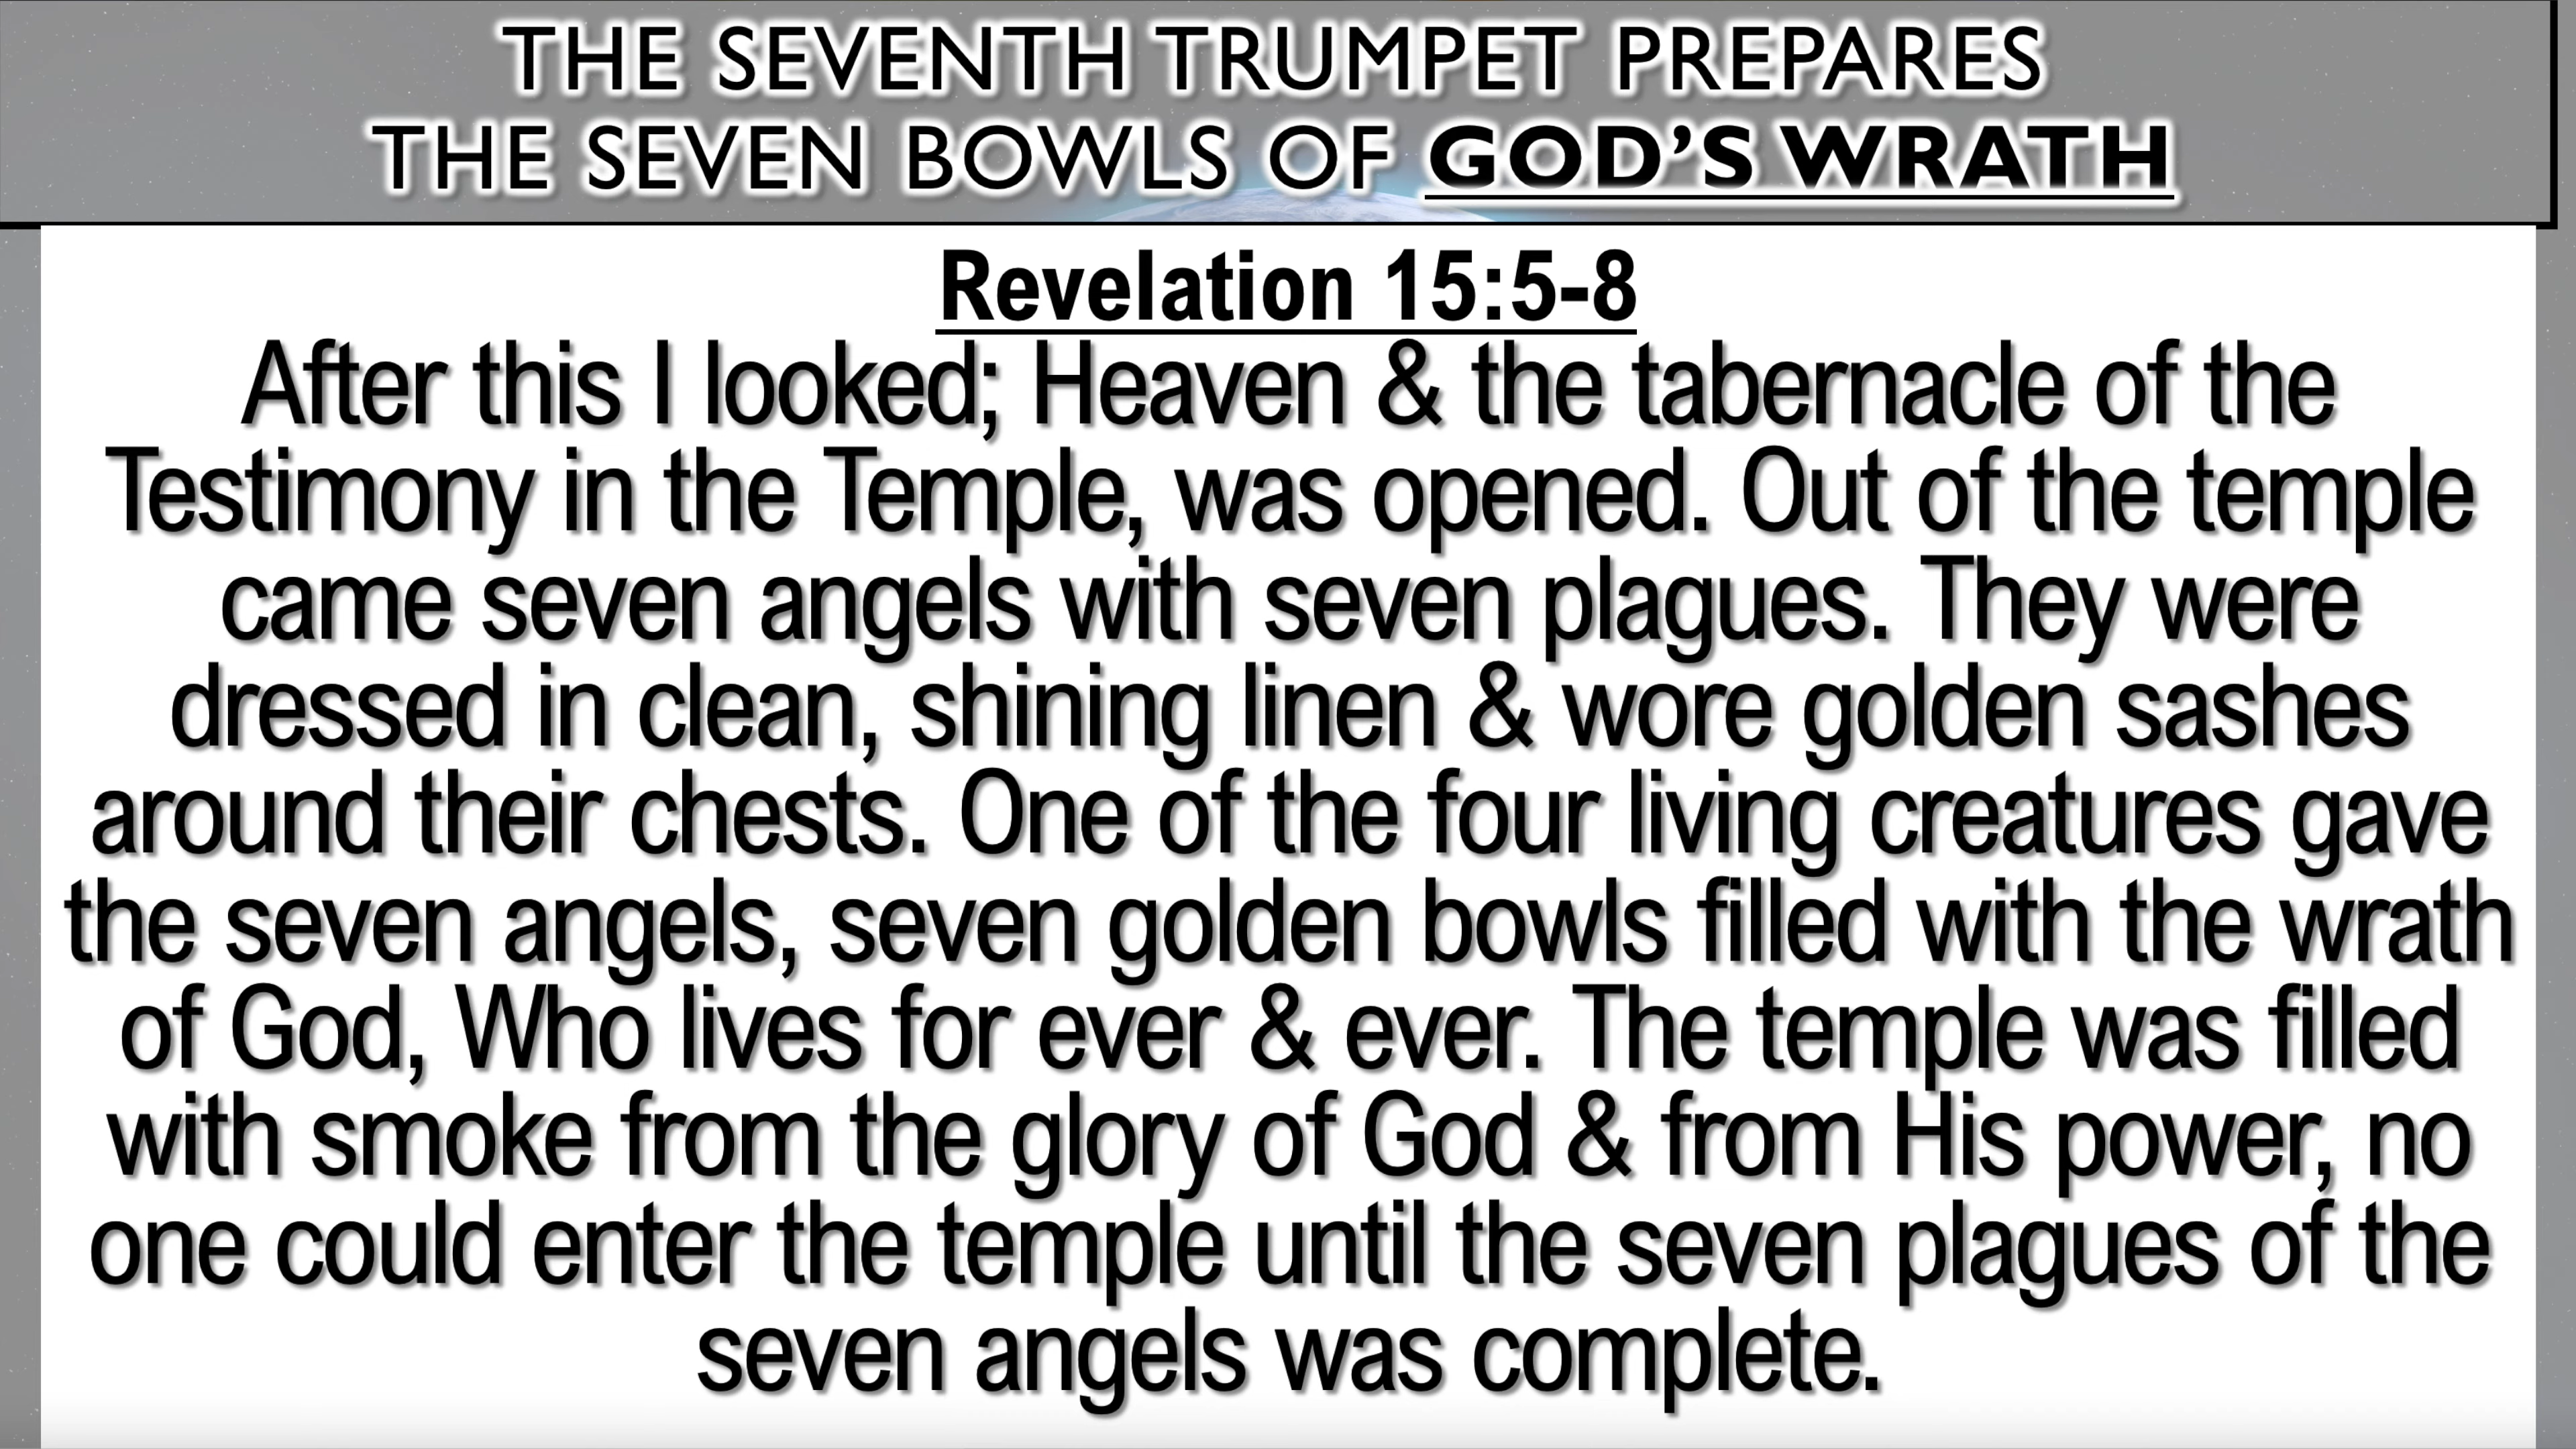 THE SEVENTH TRUMPET PREPARES
THE SEVEN BOWLS OF GOD’S WRATH
Revelation 15:5-8
After this I looked; Heaven & the tabernacle of the
Testimony in the Temple, was opened. Out of the temple
came seven angels with seven plagues. They were
dressed in clean, shining linen & wore golden sashes
around their chests. One of the four living creatures gave
the seven angels, seven golden bowls filled with the wrath
of God, Who lives for ever & ever. The temple was filled
with smoke from the glory of God & from His power, no
one could enter the temple until the seven plagues of the
seven angels was complete.